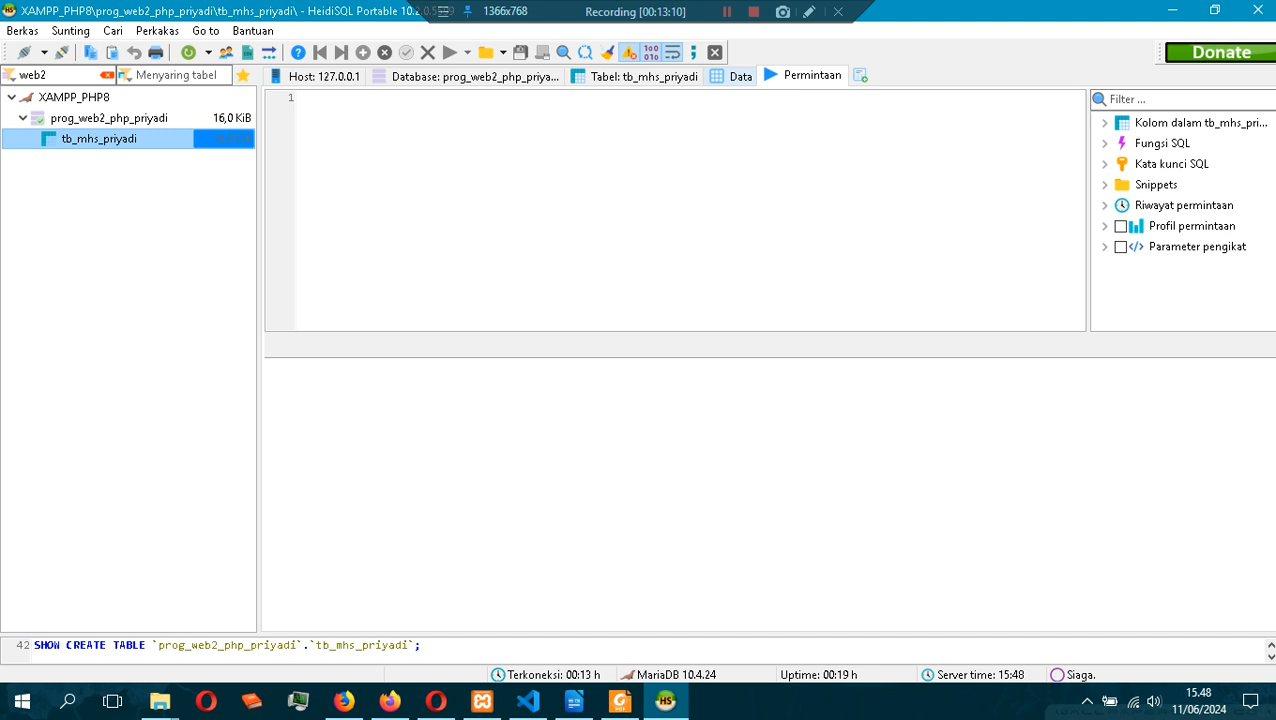 XAMPP_PHP8\prog_web2_php_priyadi\tb_mhs_priyadi\ - HeidiSQL Portable 10.2.0.5599
1366x768
Recording [00:13:10]
Berkas Sunting Cari Perkakas Go to Bantuan
Donate
web2
Menyaring tabel
Host: 127.0.0.1
Database: prog_web2_php_priya...
Tabel: tb_mhs_priyadi
Data
Permintaan
XAMPP_PHP8
prog_web2_php_priyadi 16,0 KiB
tb_mhs_priyadi
1
Filter ...
Kolom dalam tb_mhs_pri...
Fungsi SQL
Kata kunci SQL
Snippets
Riwayat permintaan
Profil permintaan
Parameter pengikat
42 SHOW CREATE TABLE `prog_web2_php_priyadi`.`tb_mhs_priyadi`;
Terkoneksi: 00:13 h
MariaDB 10.4.24
Uptime: 00:19 h
Server time: 15:48
Siaga.
15.48
11/06/2024